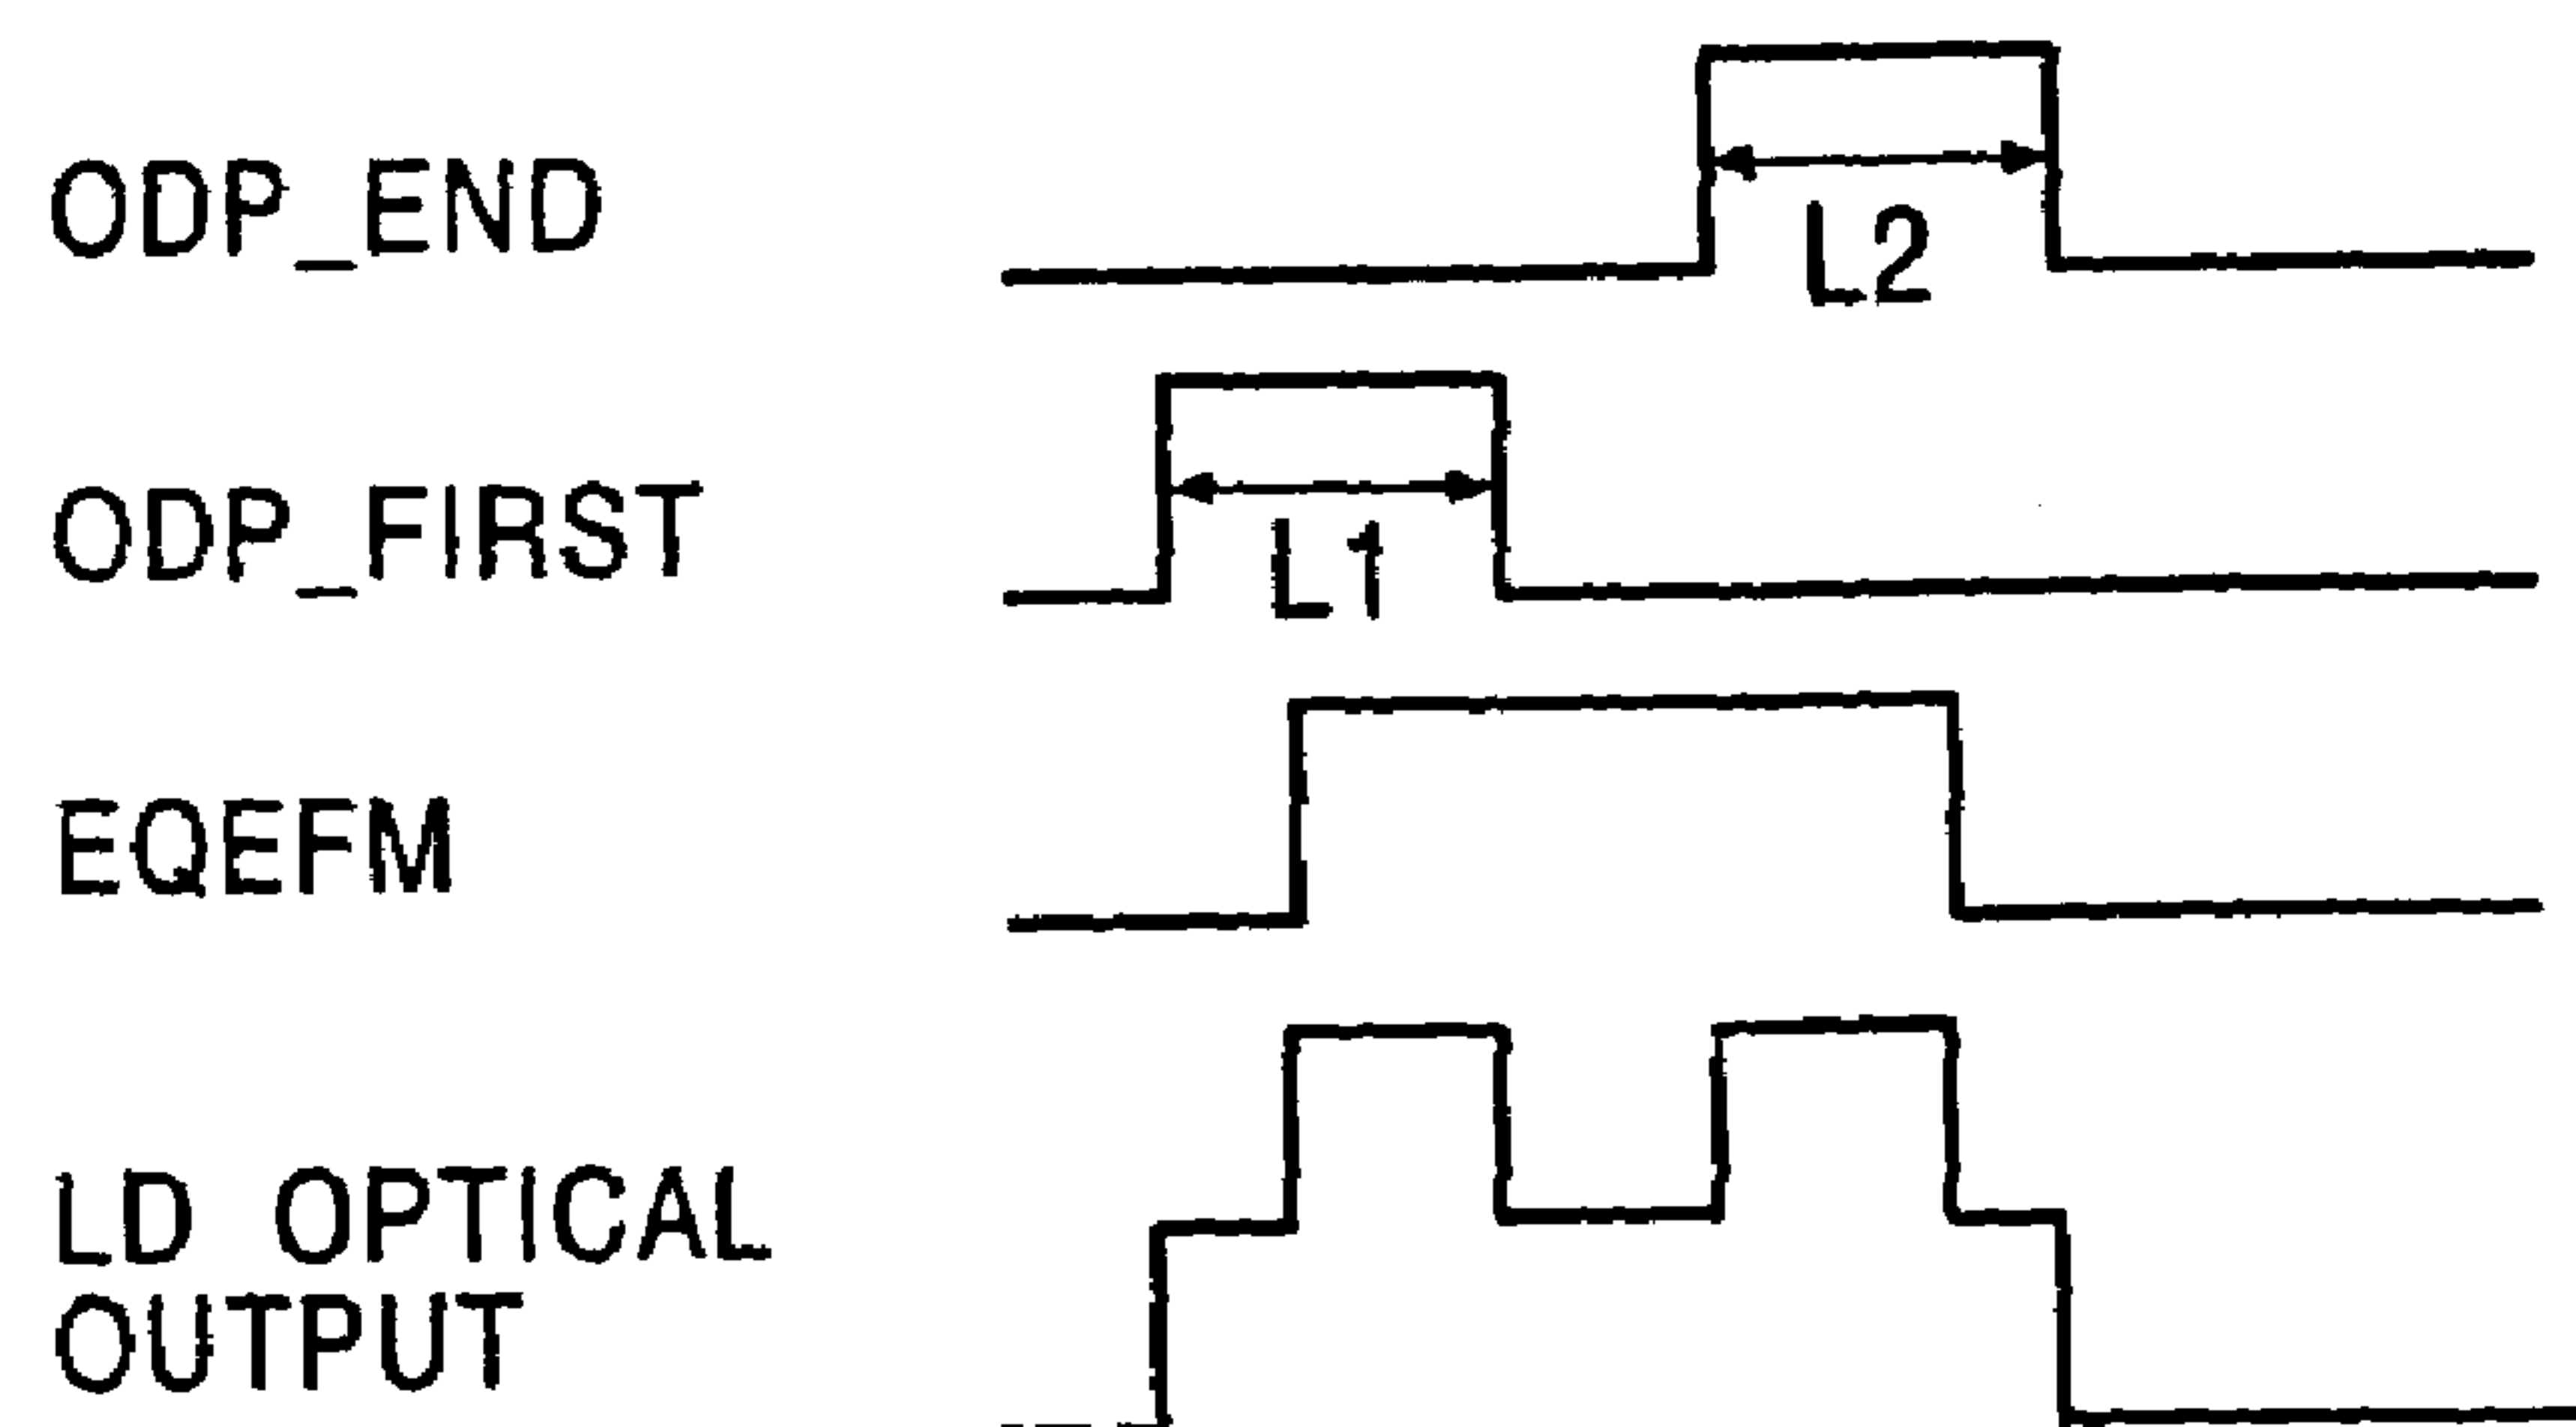 ODP_END
L2
ODP_FIRST
L1
EQEFM
LD OPTICAL
OUTPUT